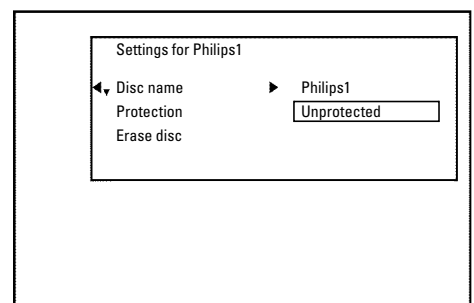 Settings for Philips1
Disc name Philips1
Protection Unprotected
Erase disc